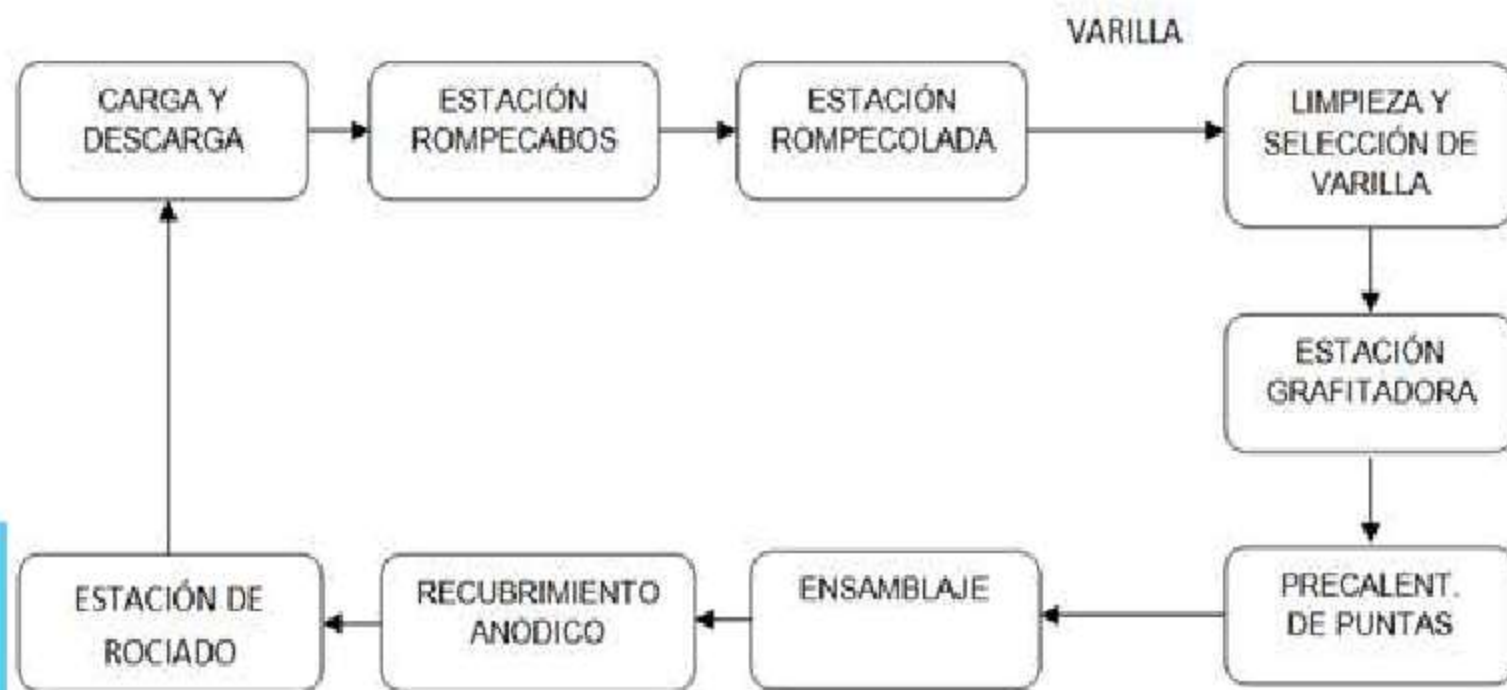 VARILLA
CARGA Y
DESCARGA
ESTACIÓN
ROMPECABOS
ESTACIÓN
ROMPECOLADA
LIMPIEZA Y
SELECCIÓN DE
VARILLA
ESTACIÓN
GRAFITADORA
PRECALENT.
DE PUNTAS
ENSAMBLAJE
RECUBRIMIENTO
ANODICO
ESTACIÓN DE
ROCIADO